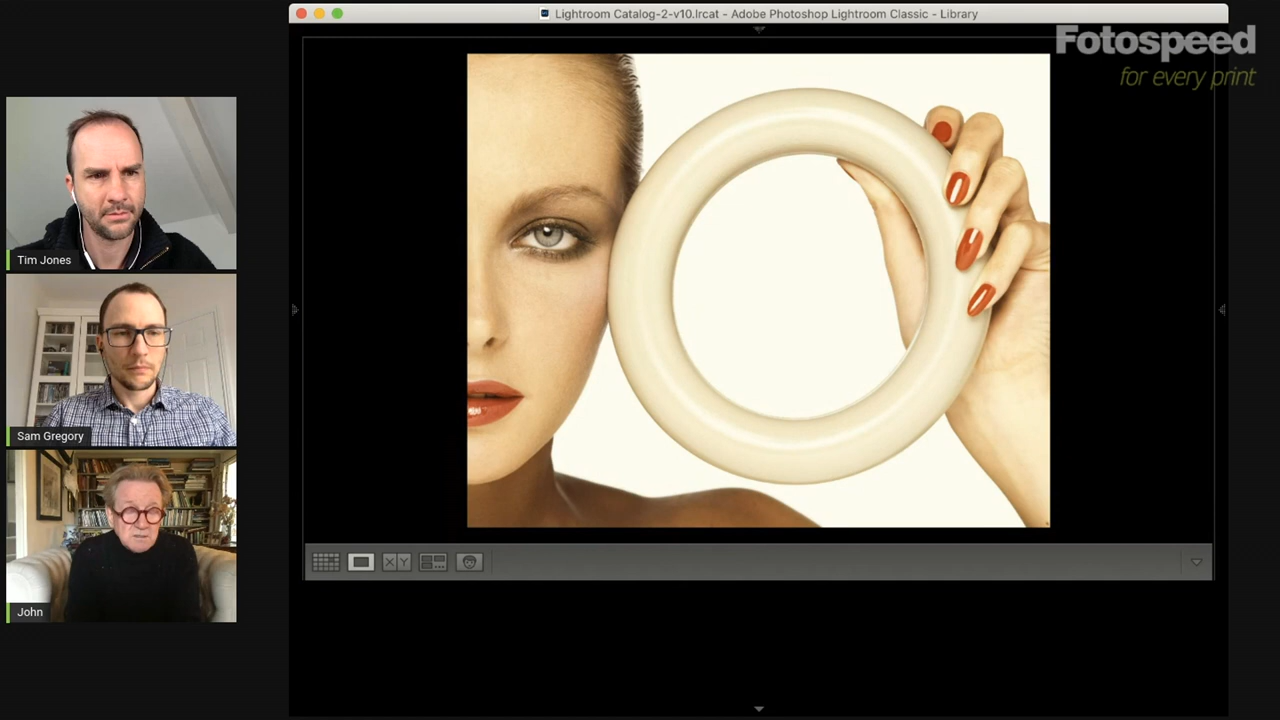 Lightroom Catalog-2-v10.lrcat - Adobe Photoshop Lightroom Classic - Library
Fotospeed
for every print
Tim Jones
Sam Gregory
John
X Y